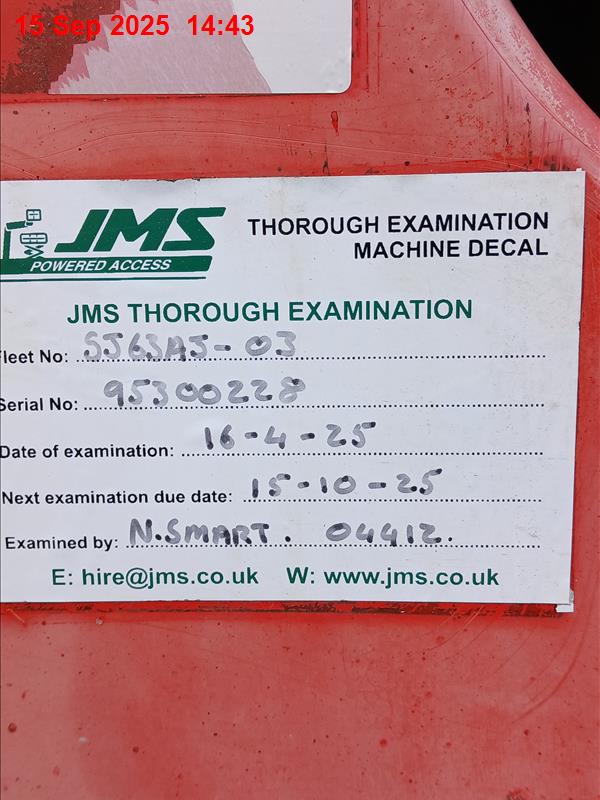 15 Sep 2025 14:43
JMS
POWERED ACCESS
THOROUGH EXAMINATION
MACHINE DECAL
JMS THOROUGH EXAMINATION
Fleet No: SJ63AJ-03
Serial No: 95300228
Date of examination: 16-4-25
Next examination due date: 15-10-25
Examined by: N.SMART. 04412.
E: hire@jms.co.uk W: www.jms.co.uk